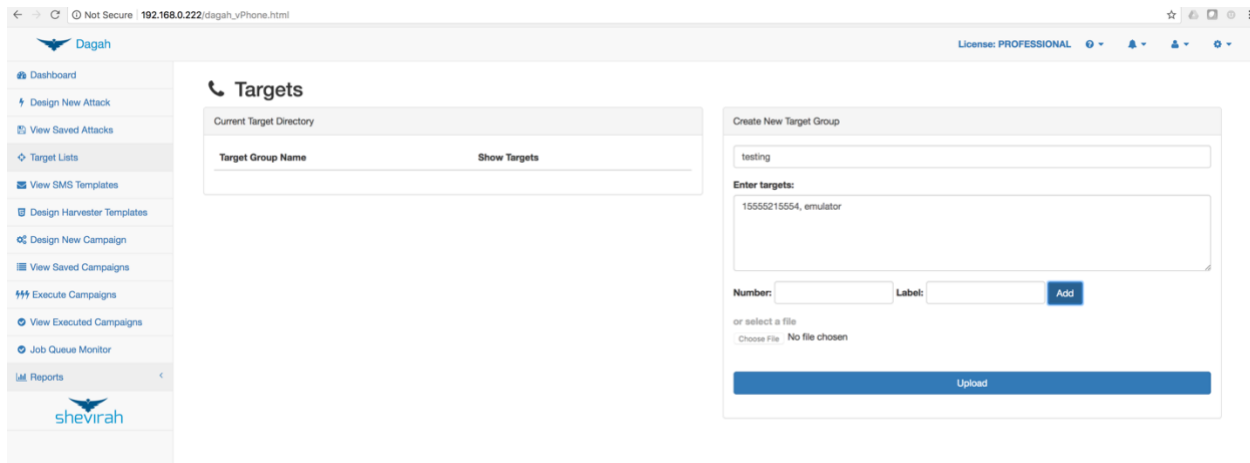 Not Secure 192.168.0.222/dagah_vPhone.html
Dagah
License: PROFESSIONAL
Dashboard
Design New Attack
View Saved Attacks
Target Lists
View SMS Templates
Design Harvester Templates
Design New Campaign
View Saved Campaigns
Execute Campaigns
View Executed Campaigns
Job Queue Monitor
Reports
shevirah
Targets
Current Target Directory
Target Group Name Show Targets
Create New Target Group
testing
Enter targets:
15555215554, emulator
Number: Label: Add
or select a file
Choose File No file chosen
Upload